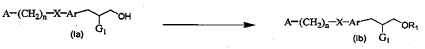 A–(CH₂)ₙ–X–Ar OH
G₁
(Ia)
A–(CH₂)ₙ–X–Ar OR₁
G₁
(Ib)